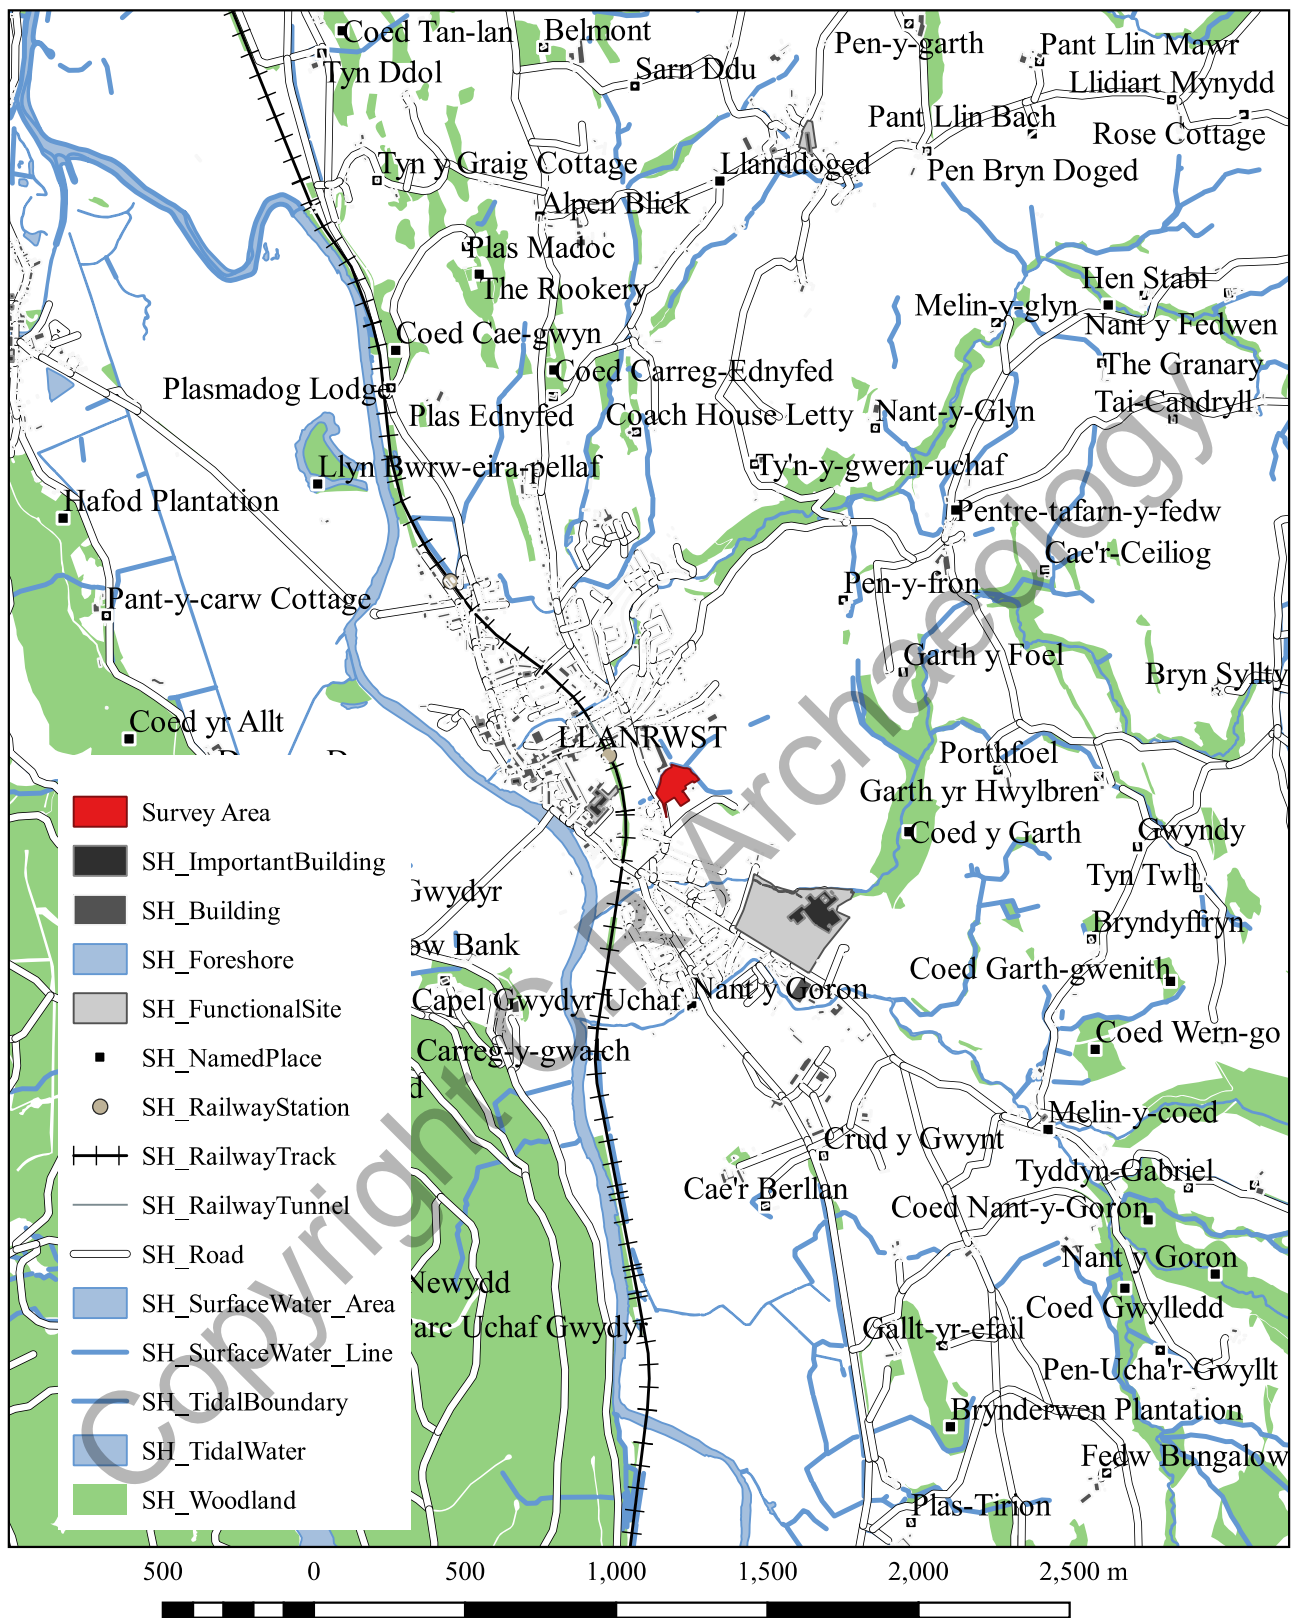 Coed Tan-lan
Belmont
Pen-y-garth
Pant Llin Mawr
Tyn Ddol
Sarn Ddu
Llidiart Mynydd
Pant Llin Bach
Rose Cottage
Tyn y Graig Cottage
Llanddoged
Pen Bryn Doged
Alpen Blick
Plas Madoc
The Rookery
Hen Stabl
Melin-y-glyn
Nant y Fedwen
Coed Cae-gwyn
The Granary
Plasmadog Lodge
Coed Carreg-Ednyfed
Tai-Candryll
Plas Ednyfed
Coach House Letty
Nant-y-Glyn
Llyn Bwrw-eira-pellaf
Ty'n-y-gwern-uchaf
Hafod Plantation
Pentre-tafarn-y-fedw
Cae'r-Ceiliog
Pant-y-carw Cottage
Pen-y-fron
Garth y Foel
Bryn Syllty
Coed yr Allt
LLANRWST
Porthfoel
Garth yr Hwylbren
Coed y Garth
Gwyndy
Tyn Twll
Gwydyr
Bryndyffryn
ow Bank
Coed Garth-gwenith
Capel Gwydyr Uchaf
Nant y Goron
Coed Wern-go
Carreg-y-gwalch
d
Melin-y-coed
Crud y Gwynt
Tyddyn-Gabriel
Cae'r Berllan
Coed Nant-y-Goron
Nant y Goron
Newydd
Coed Gwylledd
arc Uchaf Gwydyr
Gallt-yr-efail
Pen-Ucha'r-Gwyllt
Brynderwen Plantation
Fedw Bungalow
Plas-Tirion
Survey Area
SH_ImportantBuilding
SH_Building
SH_Foreshore
SH_FunctionalSite
SH_NamedPlace
SH_RailwayStation
SH_RailwayTrack
SH_RailwayTunnel
SH_Road
SH_SurfaceWater_Area
SH_SurfaceWater_Line
SH_TidalBoundary
SH_TidalWater
SH_Woodland
Copyright C R Archaeology
500 0 500 1,000 1,500 2,000 2,500 m